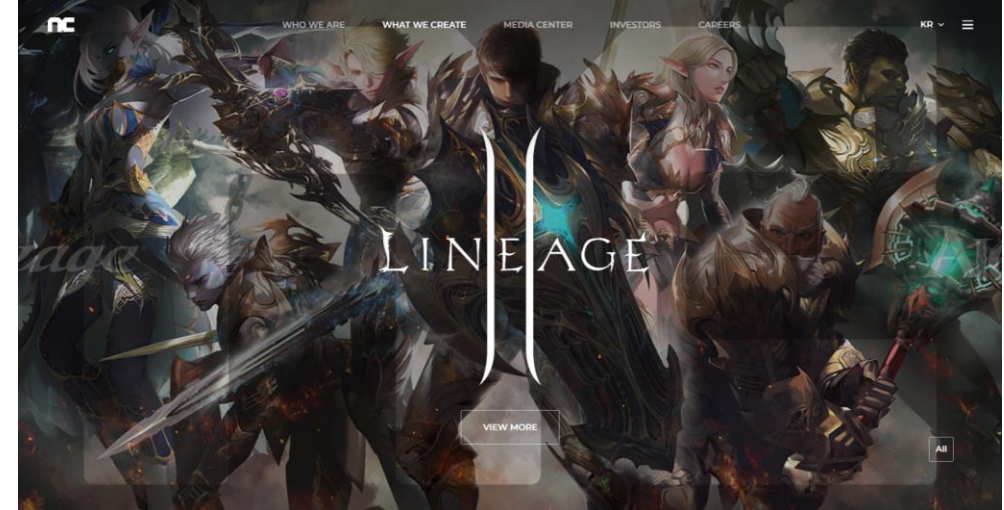 nc
WHO WE ARE
WHAT WE CREATE
MEDIA CENTER
INVESTORS
CAREERS
KR
LINEAGE
II
VIEW MORE
All